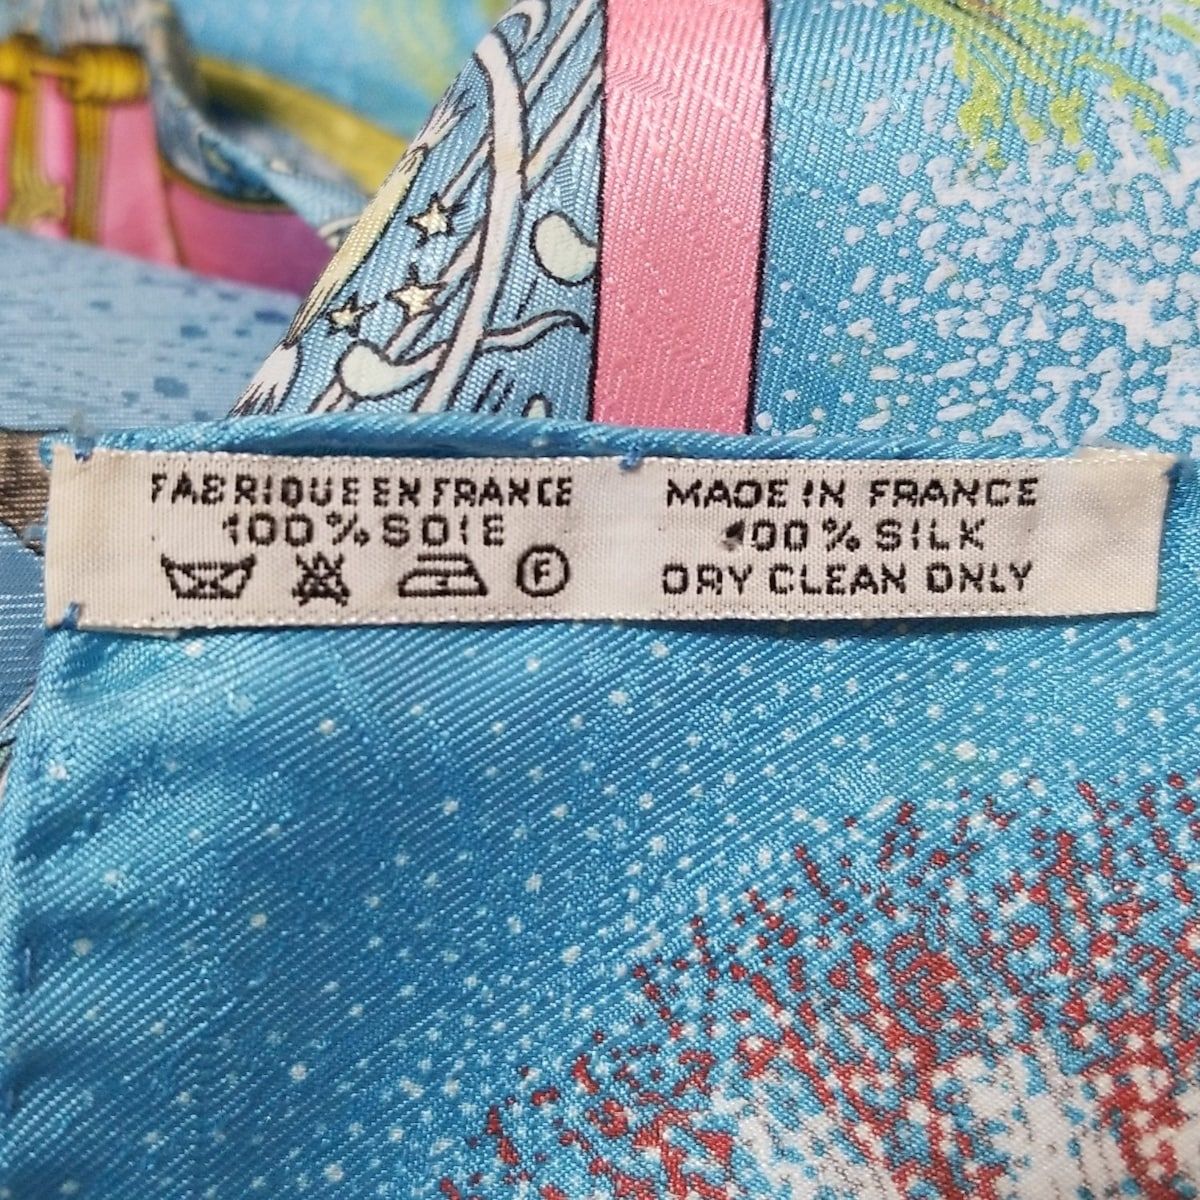 FABRIQUE EN FRANCE
100% SOIE
F
MADE IN FRANCE
100% SILK
DRY CLEAN ONLY